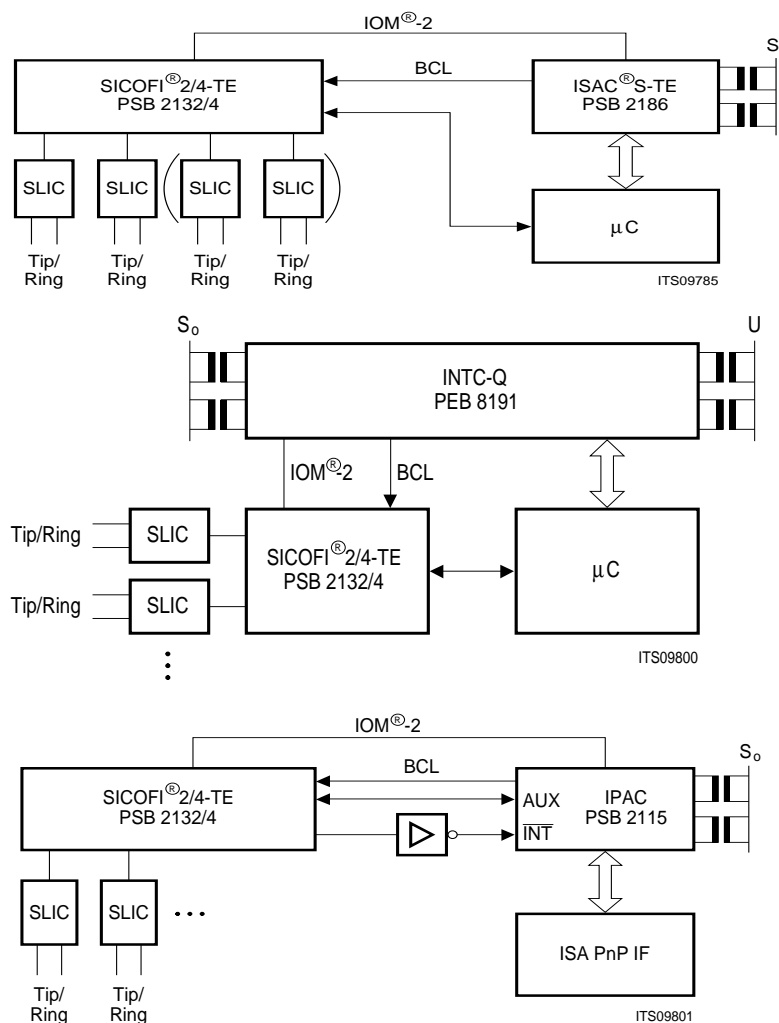 IOM®-2
S
BCL
SICOFI®2/4-TE
PSB 2132/4
ISAC®S-TE
PSB 2186
SLIC
SLIC
SLIC
SLIC
μC
Tip/
Ring
Tip/
Ring
Tip/
Ring
Tip/
Ring
ITS09785
S₀
U
INTC-Q
PEB 8191
IOM®-2
BCL
Tip/Ring
SLIC
SICOFI®2/4-TE
PSB 2132/4
μC
Tip/Ring
SLIC
ITS09800
IOM®-2
S₀
BCL
SICOFI®2/4-TE
PSB 2132/4
AUX
INT
IPAC
PSB 2115
SLIC
SLIC
ISA PnP IF
Tip/
Ring
Tip/
Ring
ITS09801